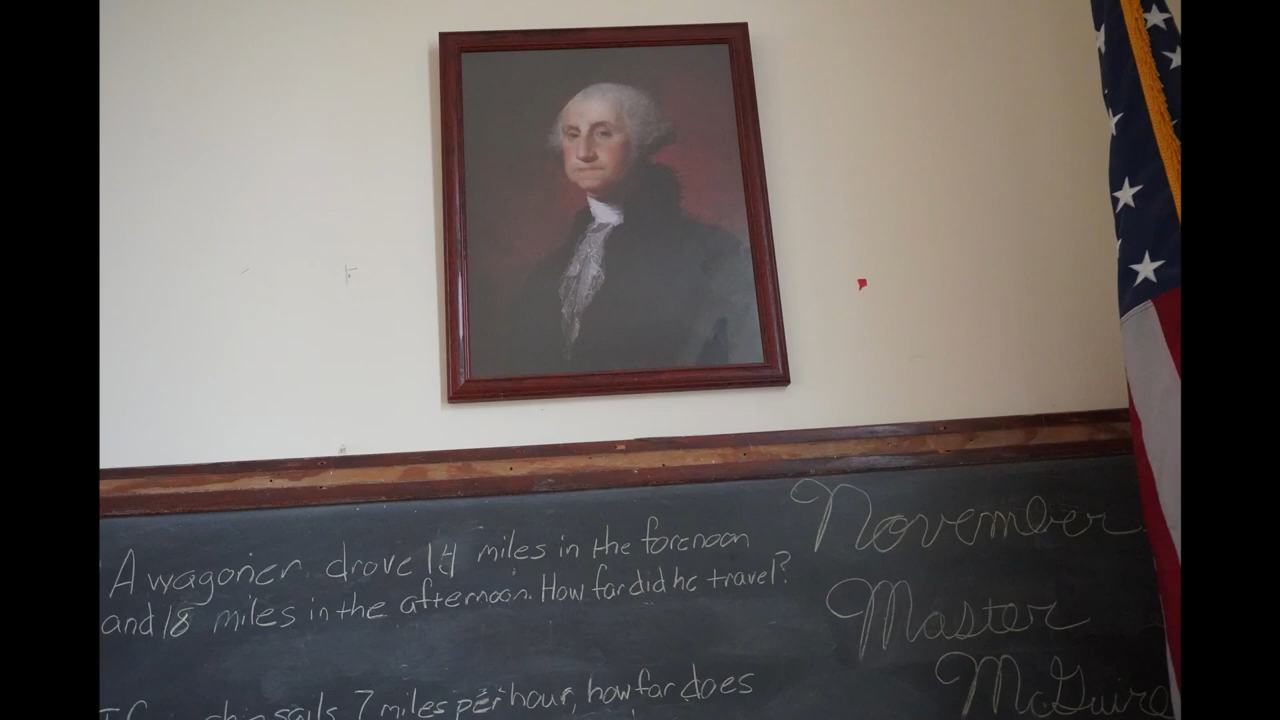 A wagoner drove 14 miles in the forenoon
and 18 miles in the afternoon. How far did he travel?
ship sails 7 miles per hour, how far does
November
Master
McGuire